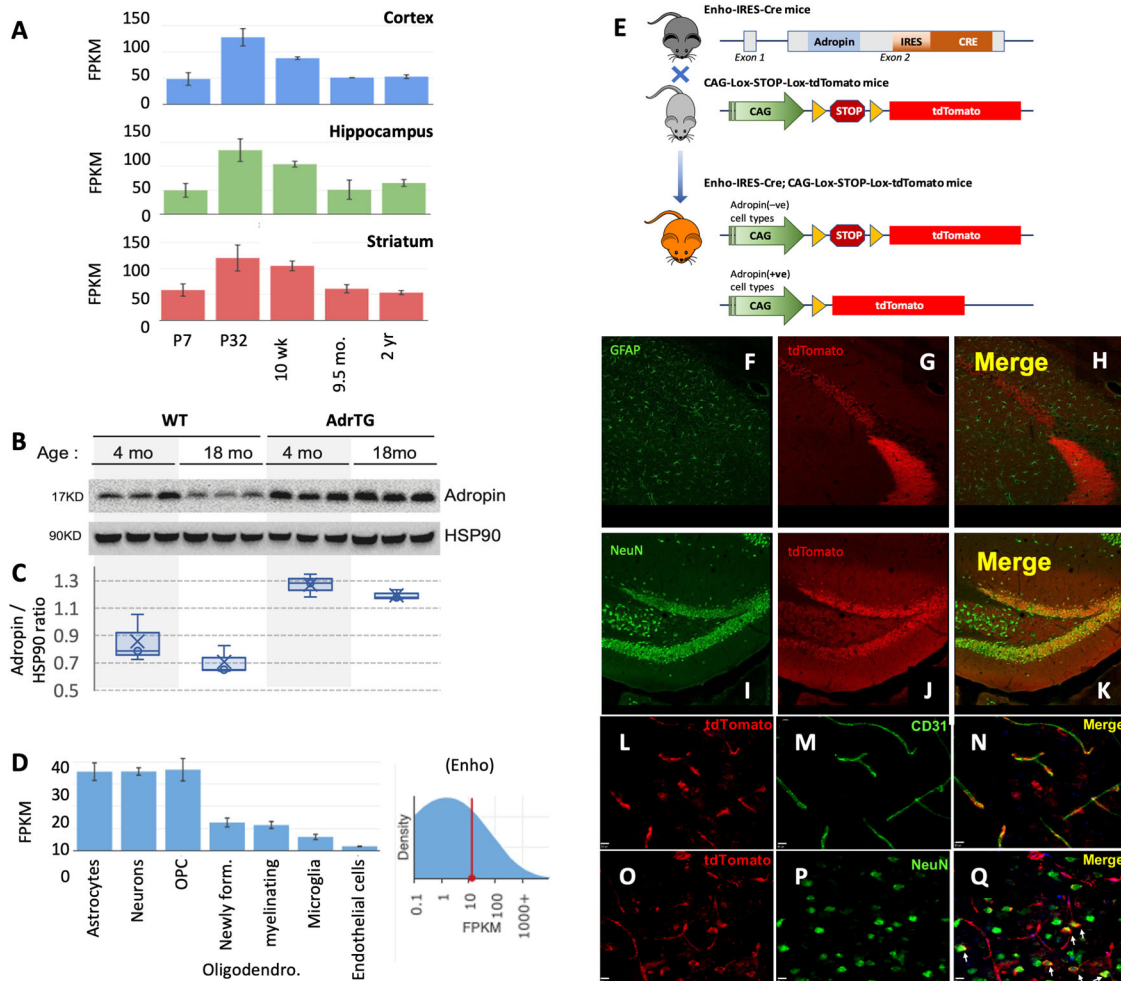 A
Cortex
FPKM
150
100
50
0
Hippocampus
FPKM
150
100
50
0
Striatum
FPKM
150
100
50
0
P7
P32
10 wk
9.5 mo.
2 yr
B
WT
AdrTG
Age :
4 mo
18 mo
4 mo
18mo
17KD
Adropin
90KD
HSP90
C
Adropin /
HSP90 ratio
1.3
1.1
0.9
0.7
0.5
D
FPKM
40
30
20
10
0
Astrocytes
Neurons
OPC
Newly form.
myelinating
Microglia
Endothelial cells
Oligodendro.
(Enho)
Density
0.1
1
10
100
1000+
FPKM
E
Enho-IRES-Cre mice
Adropin
IRES
CRE
Exon 1
Exon 2
CAG-Lox-STOP-Lox-tdTomato mice
CAG
STOP
tdTomato
Enho-IRES-Cre; CAG-Lox-STOP-Lox-tdTomato mice
Adropin(–ve)
cell types
CAG
STOP
tdTomato
Adropin(+ve)
cell types
CAG
tdTomato
GFAP
F
tdTomato
G
Merge
H
NeuN
I
tdTomato
J
Merge
K
L
tdTomato
M
CD31
N
Merge
O
tdTomato
P
NeuN
Q
Merge